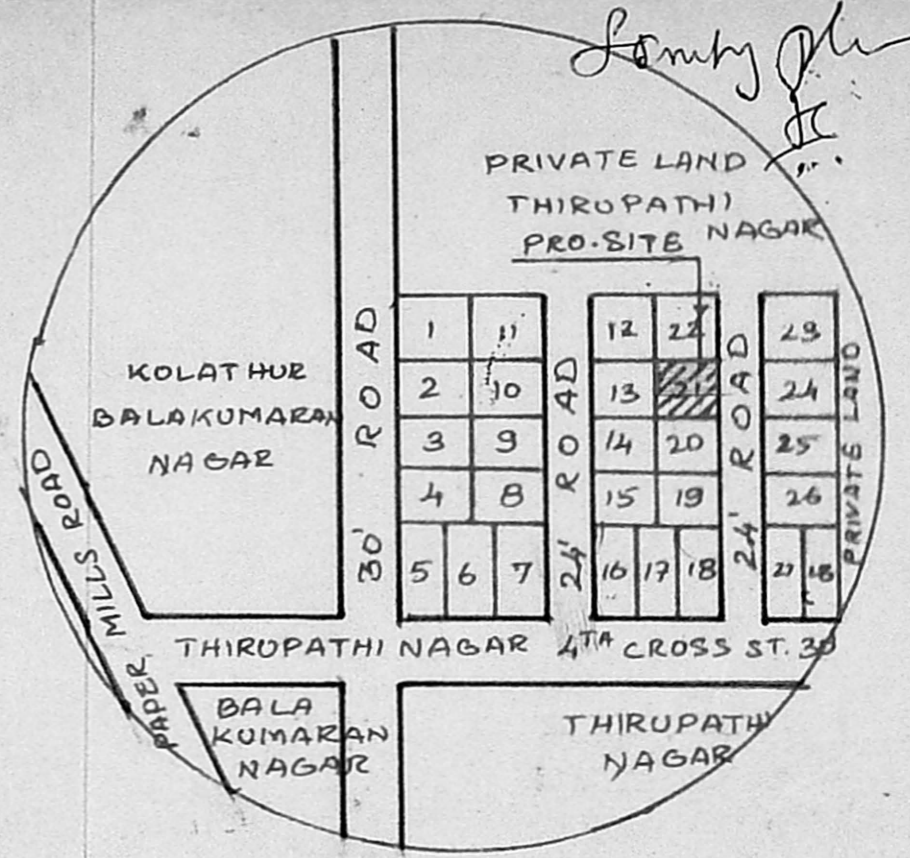 PRIVATE LAND
THIRUPATHI
NAGAR
PRO.SITE
1 11 12 22 23
2 10 13 21 24
3 9 14 20 25
4 8 15 19 26
5 6 7 16 17 18 27 28
KOLATHUR
BALAKUMARAN
NAGAR
30' ROAD
24' ROAD
24' ROAD
PRIVATE LAND
PAPER MILLS ROAD
THIRUPATHI NAGAR 4TH CROSS ST. 30
BALA
KUMARAN
NAGAR
THIRUPATHI
NAGAR